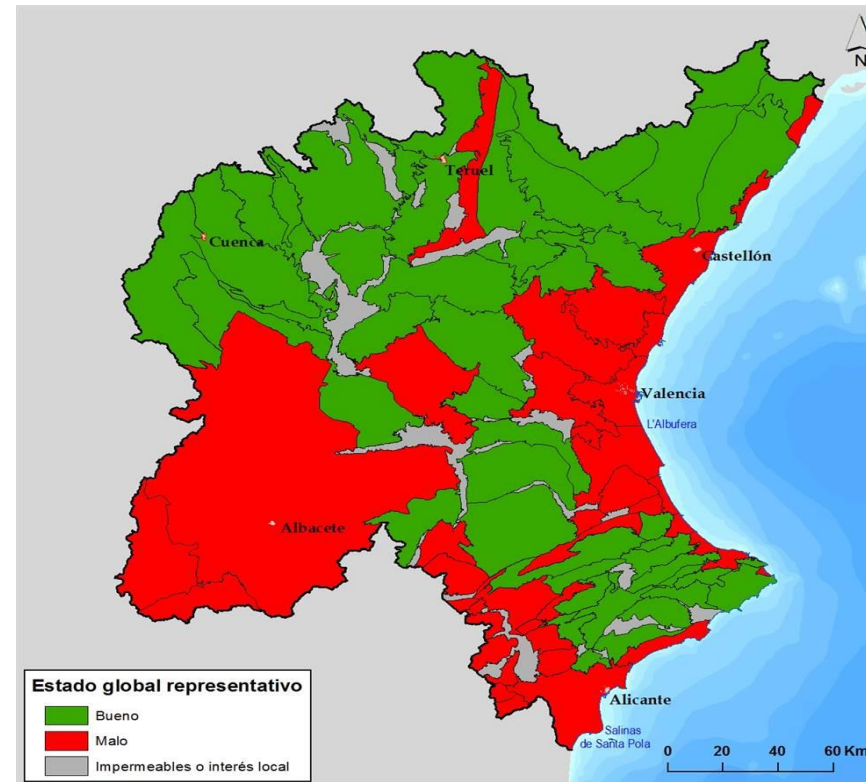 N
Teruel
Cuenca
Castellón
Valencia
L'Albufera
Albacete
Alicante
Salinas
de Santa Pola
Estado global representativo
Bueno
Malo
Impermeables o interés local
0 20 40 60 Km